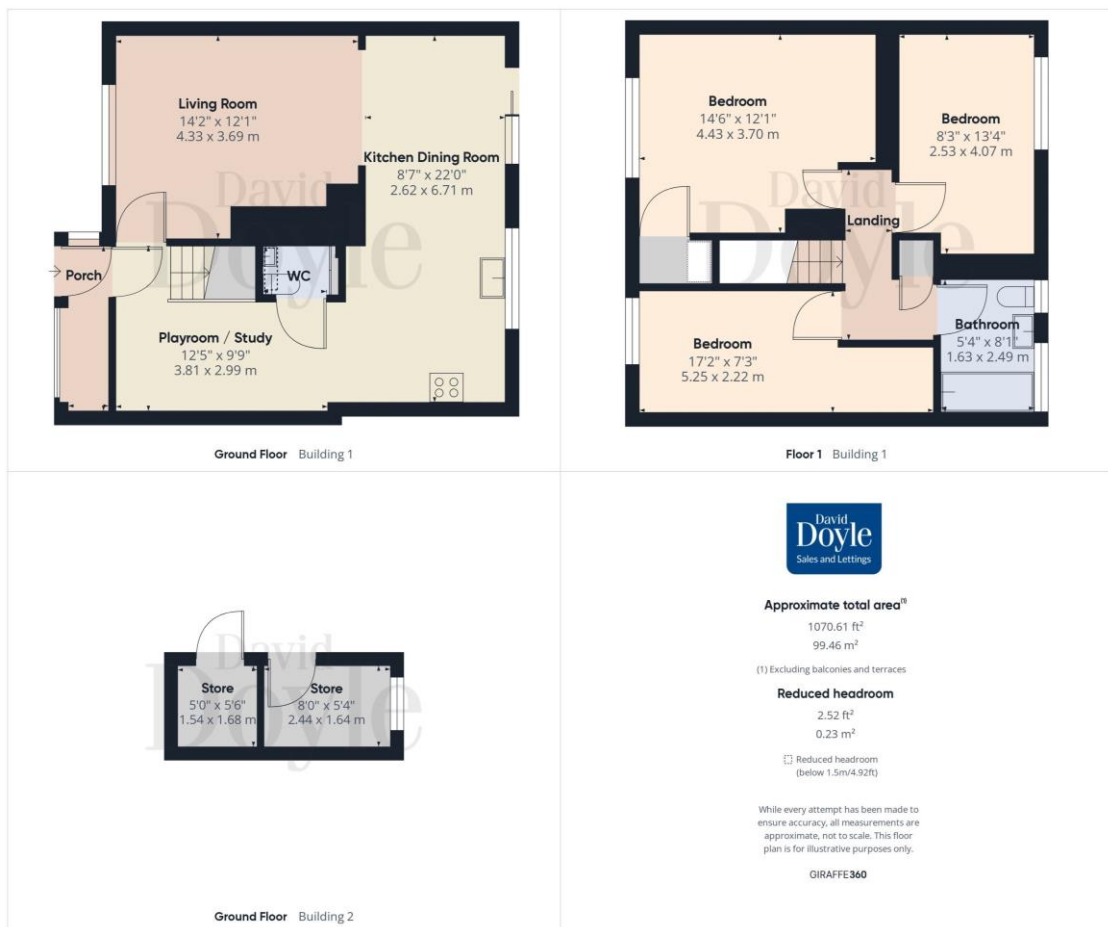 Living Room
14'2" x 12'1"
4.33 x 3.69 m
Kitchen Dining Room
8'7" x 22'0"
2.62 x 6.71 m
Porch
WC
Playroom / Study
12'5" x 9'9"
3.81 x 2.99 m
David
Doyle
Ground Floor Building 1
Bedroom
14'6" x 12'1"
4.43 x 3.70 m
Bedroom
8'3" x 13'4"
2.53 x 4.07 m
Landing
Bedroom
17'2" x 7'3"
5.25 x 2.22 m
Bathroom
5'4" x 8'1"
1.63 x 2.49 m
David
Doyle
Floor 1 Building 1
Store
5'0" x 5'6"
1.54 x 1.68 m
Store
8'0" x 5'4"
2.44 x 1.64 m
David
Doyle
Ground Floor Building 2
David
Doyle
Sales and Lettings
Approximate total area(1)
1070.61 ft²
99.46 m²
(1) Excluding balconies and terraces
Reduced headroom
2.52 ft²
0.23 m²
Reduced headroom
(below 1.5m/4.92ft)
While every attempt has been made to
ensure accuracy, all measurements are
approximate, not to scale. This floor
plan is for illustrative purposes only.
GIRAFFE360